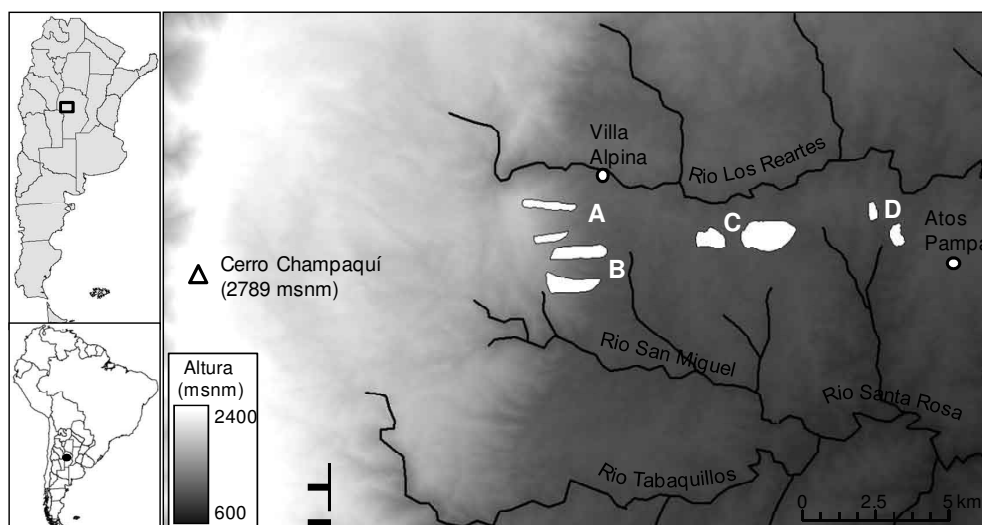 Villa
Alpina
Rio Los Reartes
A
C
D
Atos
Pampa
B
Cerro Champaquí
(2789 msnm)
Rio San Miguel
Rio Santa Rosa
Rio Tabaquillos
Altura
(msnm)
2400
600
0 2.5 5 km